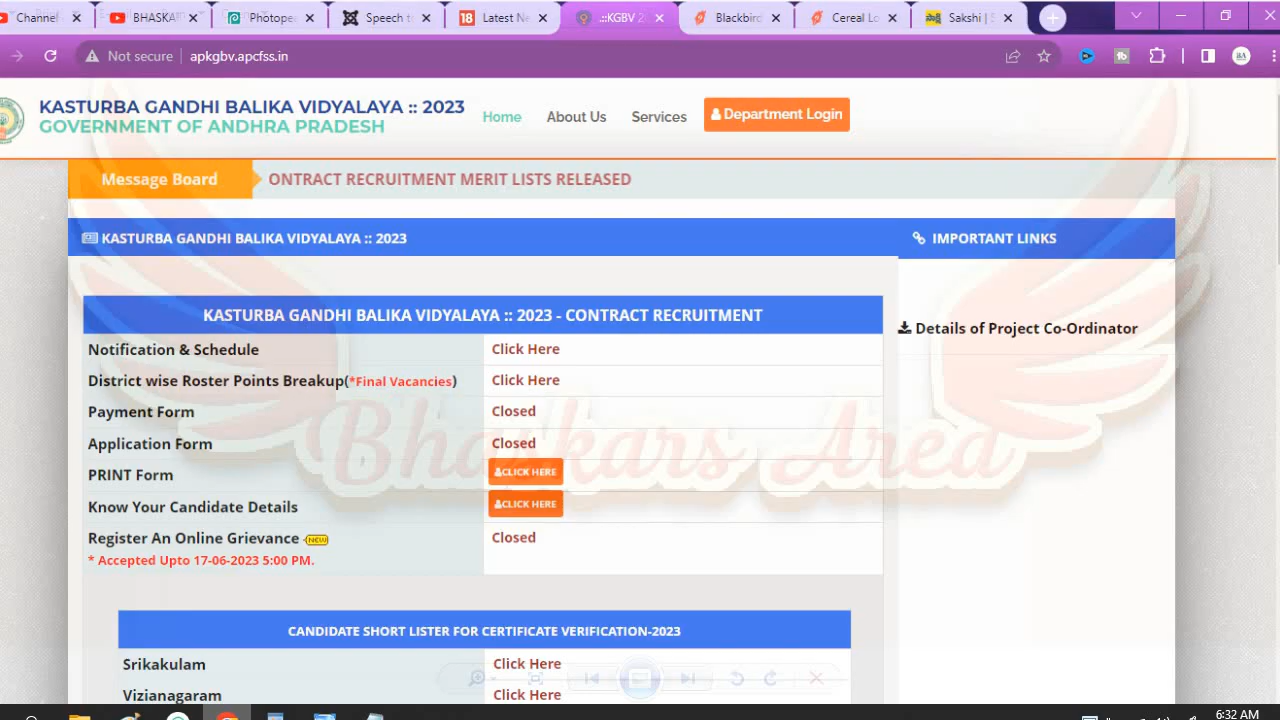 Channel
BHASKAR
Photope
Speech t
18 Latest Ne
.::KGBV 2
Blackbird
Cereal Lo
Sakshi | S
Not secure
apkgbv.apcfss.in
BA
KASTURBA GANDHI BALIKA VIDYALAYA :: 2023
GOVERNMENT OF ANDHRA PRADESH
Home
About Us
Services
Department Login
Message Board
ONTRACT RECRUITMENT MERIT LISTS RELEASED
KASTURBA GANDHI BALIKA VIDYALAYA :: 2023
IMPORTANT LINKS
KASTURBA GANDHI BALIKA VIDYALAYA :: 2023 - CONTRACT RECRUITMENT
Details of Project Co-Ordinator
Notification & Schedule Click Here
District wise Roster Points Breakup(*Final Vacancies) Click Here
Payment Form Closed
Application Form Closed
Bhaskars Area
PRINT Form CLICK HERE
Know Your Candidate Details CLICK HERE
Register An Online Grievance NEW Closed
* Accepted Upto 17-06-2023 5:00 PM.
CANDIDATE SHORT LISTER FOR CERTIFICATE VERIFICATION-2023
Srikakulam Click Here
Vizianagaram Click Here
6:32 AM